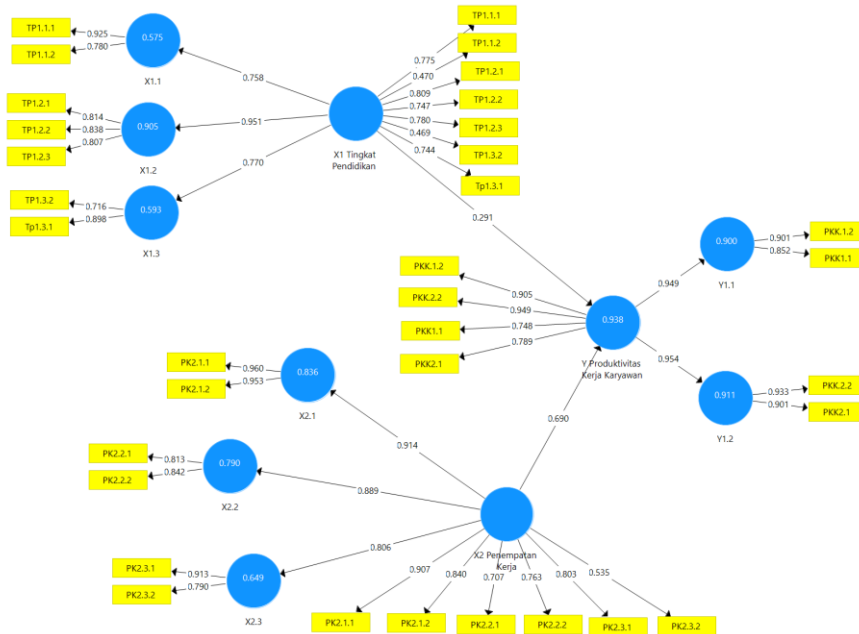 TP1.1.1
TP1.1.2
0.925
0.780
0.575
X1.1
0.758
TP1.2.1
TP1.2.2
TP1.2.3
0.814
0.838
0.807
0.905
X1.2
0.951
TP1.3.2
Tp1.3.1
0.716
0.898
0.593
X1.3
0.770
X1 Tingkat
Pendidikan
0.775
0.470
0.809
0.747
0.780
0.469
0.744
TP1.1.1
TP1.1.2
TP1.2.1
TP1.2.2
TP1.2.3
TP1.3.2
Tp1.3.1
0.291
PKK.1.2
PKK.2.2
PKK1.1
PKK2.1
0.905
0.949
0.748
0.789
0.938
Y Produktivitas
Kerja Karyawan
0.949
0.900
Y1.1
0.901
0.852
PKK.1.2
PKK1.1
0.954
0.911
Y1.2
0.933
0.901
PKK.2.2
PKK2.1
0.690
PK2.1.1
PK2.1.2
0.960
0.953
0.836
X2.1
0.914
PK2.2.1
PK2.2.2
0.813
0.842
0.790
X2.2
0.889
PK2.3.1
PK2.3.2
0.913
0.790
0.649
X2.3
0.806
X2 Penempatan
Kerja
0.907
0.840
0.707
0.763
0.803
0.535
PK2.1.1
PK2.1.2
PK2.2.1
PK2.2.2
PK2.3.1
PK2.3.2